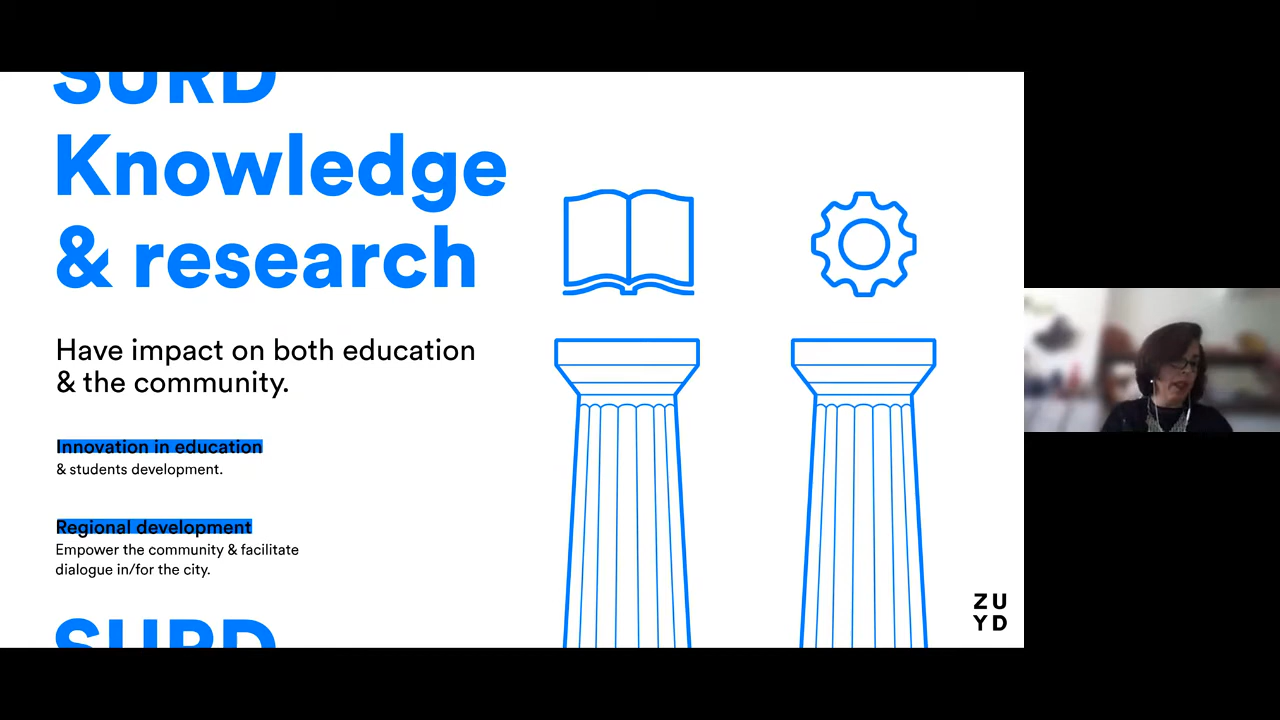 SURD
Knowledge
& research
Have impact on both education
& the community.
Innovation in education
& students development.
Regional development
Empower the community & facilitate
dialogue in/for the city.
SURD
ZU
YD